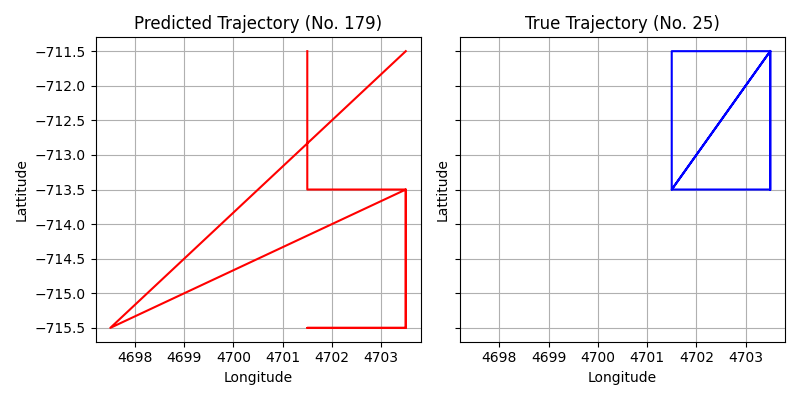 Predicted Trajectory (No. 179)
True Trajectory (No. 25)
−711.5
−712.0
−712.5
−713.0
−713.5
−714.0
−714.5
−715.0
−715.5
Lattitude
Lattitude
4698 4699 4700 4701 4702 4703
4698 4699 4700 4701 4702 4703
Longitude
Longitude